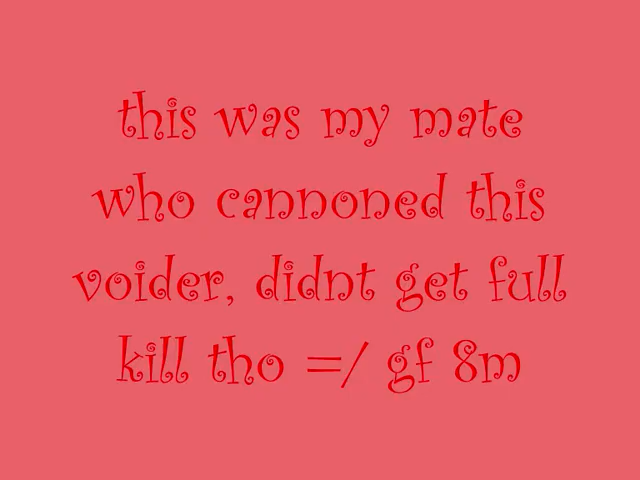 this was my mate
who cannoned this
voider, didnt get full
kill tho =/ gf 8m